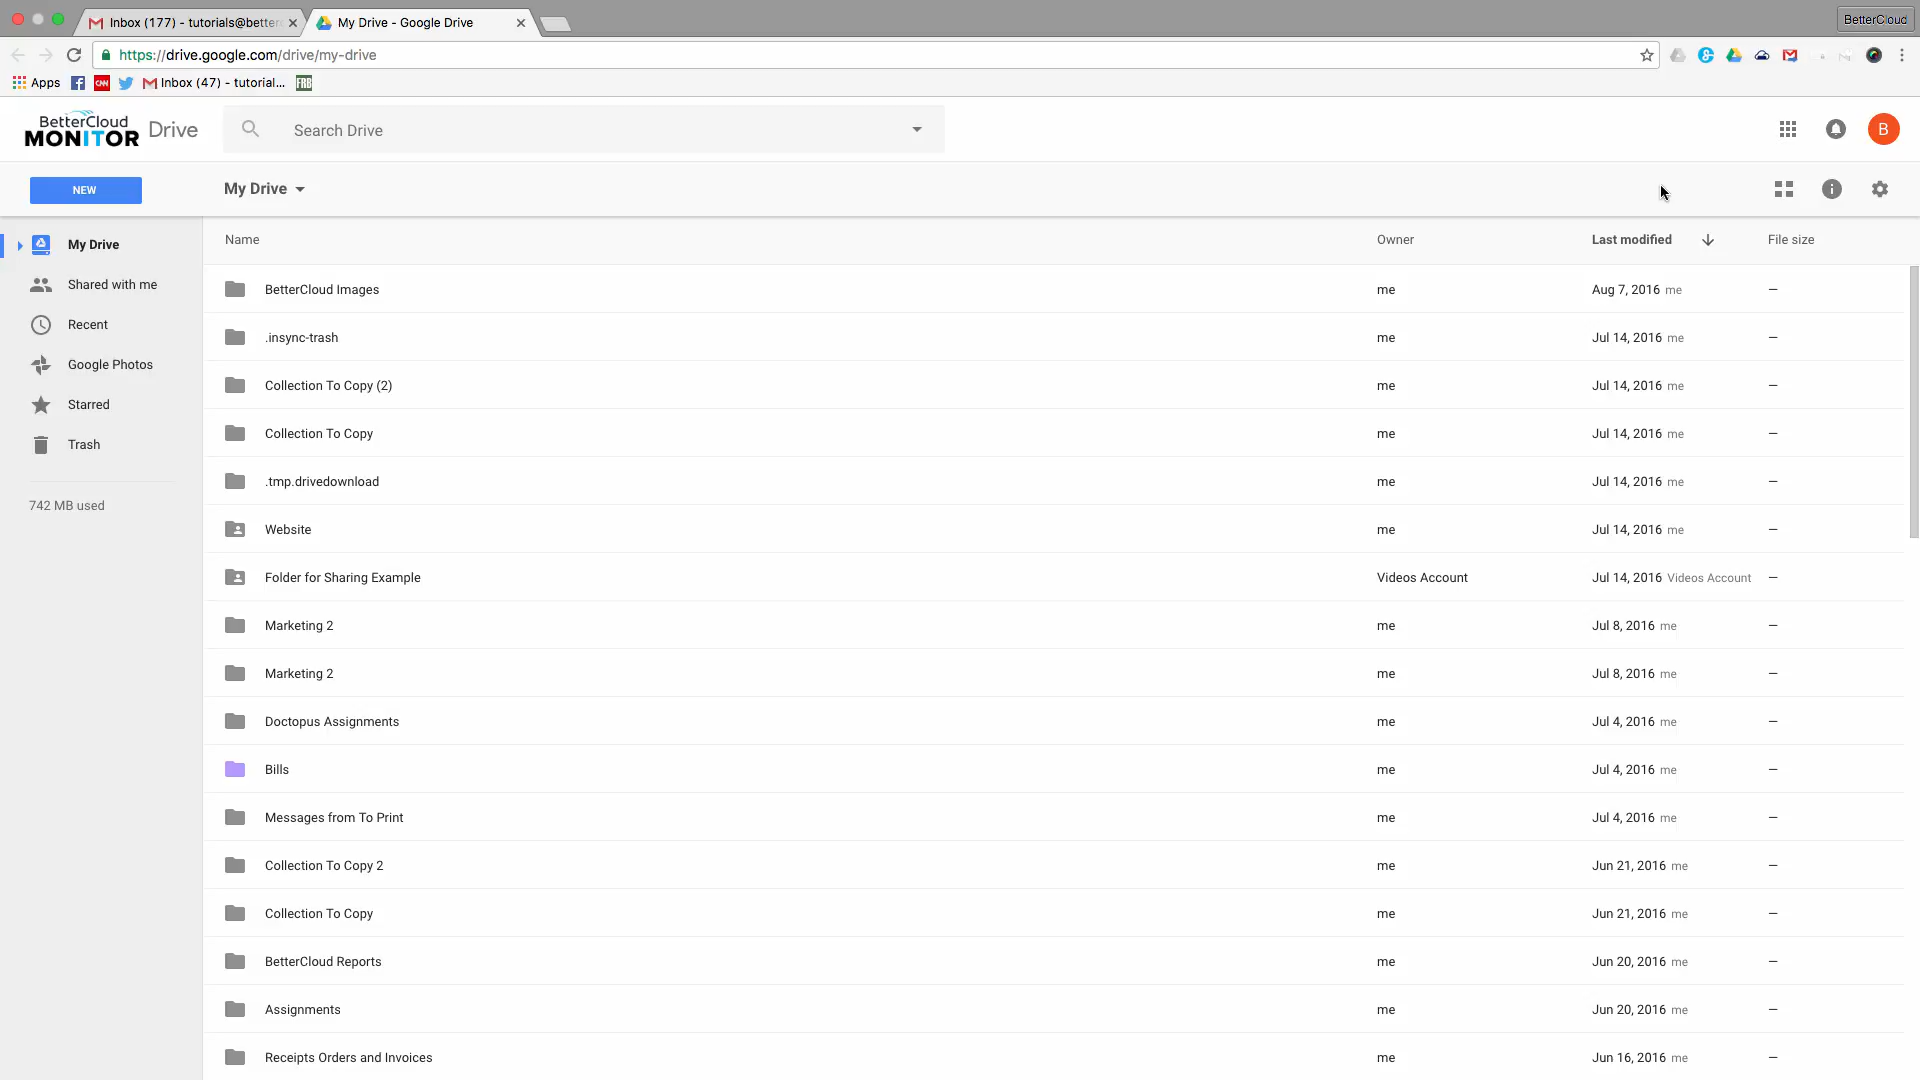 Inbox (177) - tutorials@better
My Drive - Google Drive
BetterCloud
https://drive.google.com/drive/my-drive
Apps
CNN
Inbox (47) - tutorial...
FRB
BetterCloud
MONITOR
Drive
Search Drive
B
NEW
My Drive
My Drive
Shared with me
Recent
Google Photos
Starred
Trash
742 MB used
Name Owner Last modified File size
BetterCloud Images me Aug 7, 2016 me –
.insync-trash me Jul 14, 2016 me –
Collection To Copy (2) me Jul 14, 2016 me –
Collection To Copy me Jul 14, 2016 me –
.tmp.drivedownload me Jul 14, 2016 me –
Website me Jul 14, 2016 me –
Folder for Sharing Example Videos Account Jul 14, 2016 Videos Account –
Marketing 2 me Jul 8, 2016 me –
Marketing 2 me Jul 8, 2016 me –
Doctopus Assignments me Jul 4, 2016 me –
Bills me Jul 4, 2016 me –
Messages from To Print me Jul 4, 2016 me –
Collection To Copy 2 me Jun 21, 2016 me –
Collection To Copy me Jun 21, 2016 me –
BetterCloud Reports me Jun 20, 2016 me –
Assignments me Jun 20, 2016 me –
Receipts Orders and Invoices me Jun 16, 2016 me –